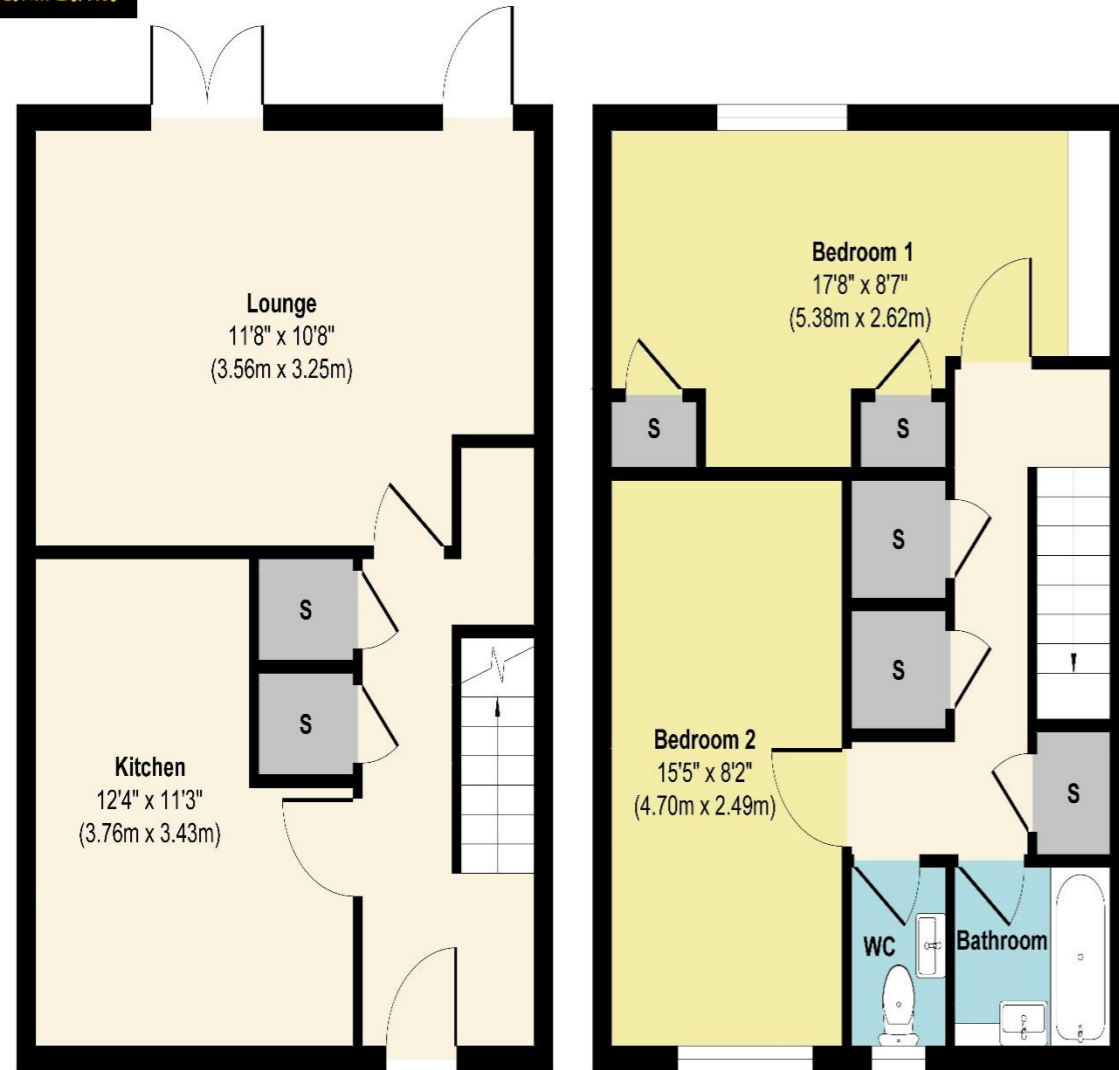 Lounge
11'8" x 10'8"
(3.56m x 3.25m)
S
S
Kitchen
12'4" x 11'3"
(3.76m x 3.43m)
Bedroom 1
17'8" x 8'7"
(5.38m x 2.62m)
S
S
S
S
Bedroom 2
15'5" x 8'2"
(4.70m x 2.49m)
S
WC
Bathroom